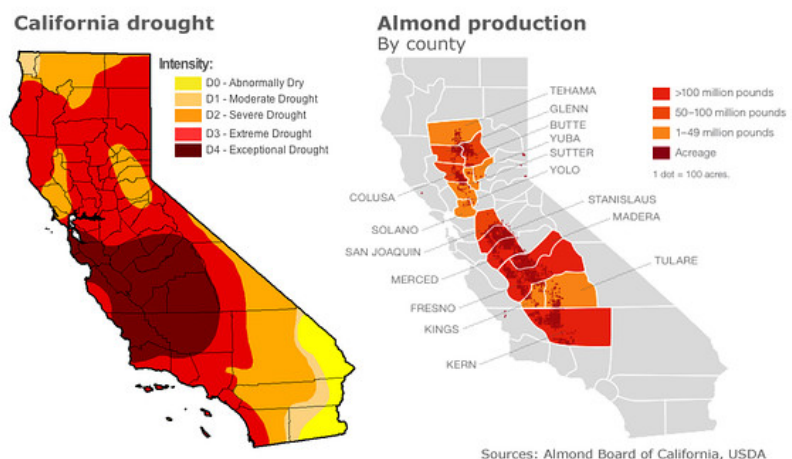 California drought
Intensity:
D0 - Abnormally Dry
D1 - Moderate Drought
D2 - Severe Drought
D3 - Extreme Drought
D4 - Exceptional Drought
Almond production
By county
TEHAMA
GLENN
BUTTE
YUBA
SUTTER
YOLO
COLUSA
STANISLAUS
MADERA
SOLANO
SAN JOAQUIN
TULARE
MERCED
FRESNO
KINGS
KERN
>100 million pounds
50–100 million pounds
1–49 million pounds
Acreage
1 dot = 100 acres.
Sources: Almond Board of California, USDA